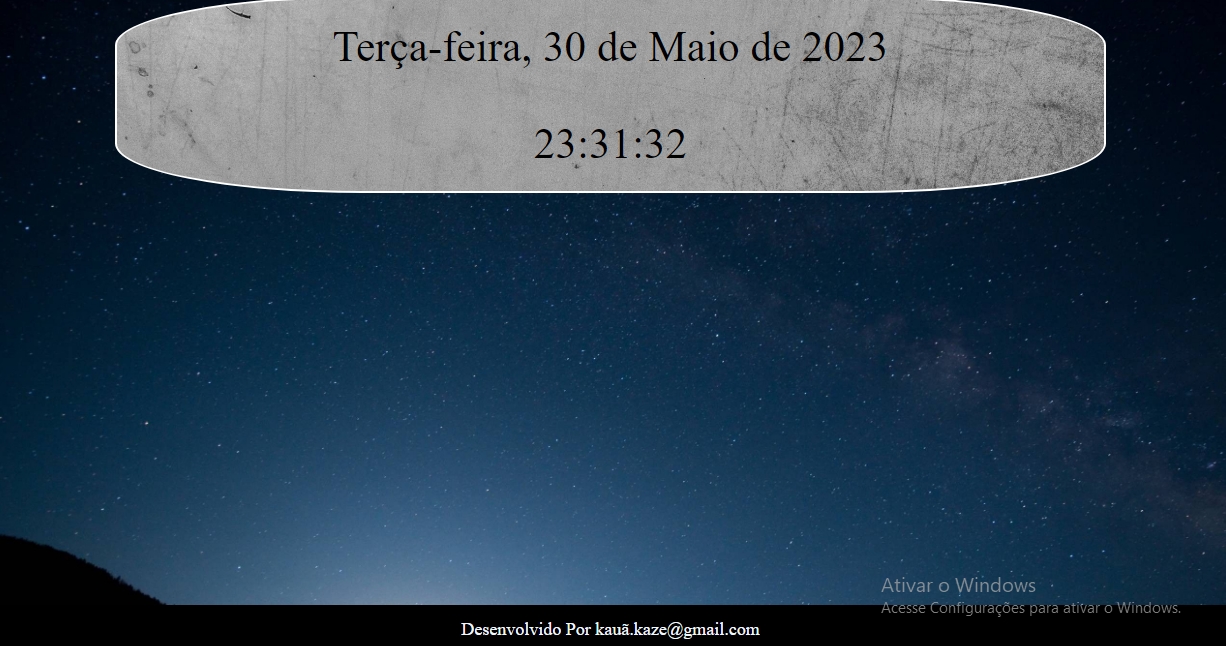 Terça-feira, 30 de Maio de 2023
23:31:32
Ativar o Windows
Acesse Configurações para ativar o Windows.
Desenvolvido Por kauã.kaze@gmail.com